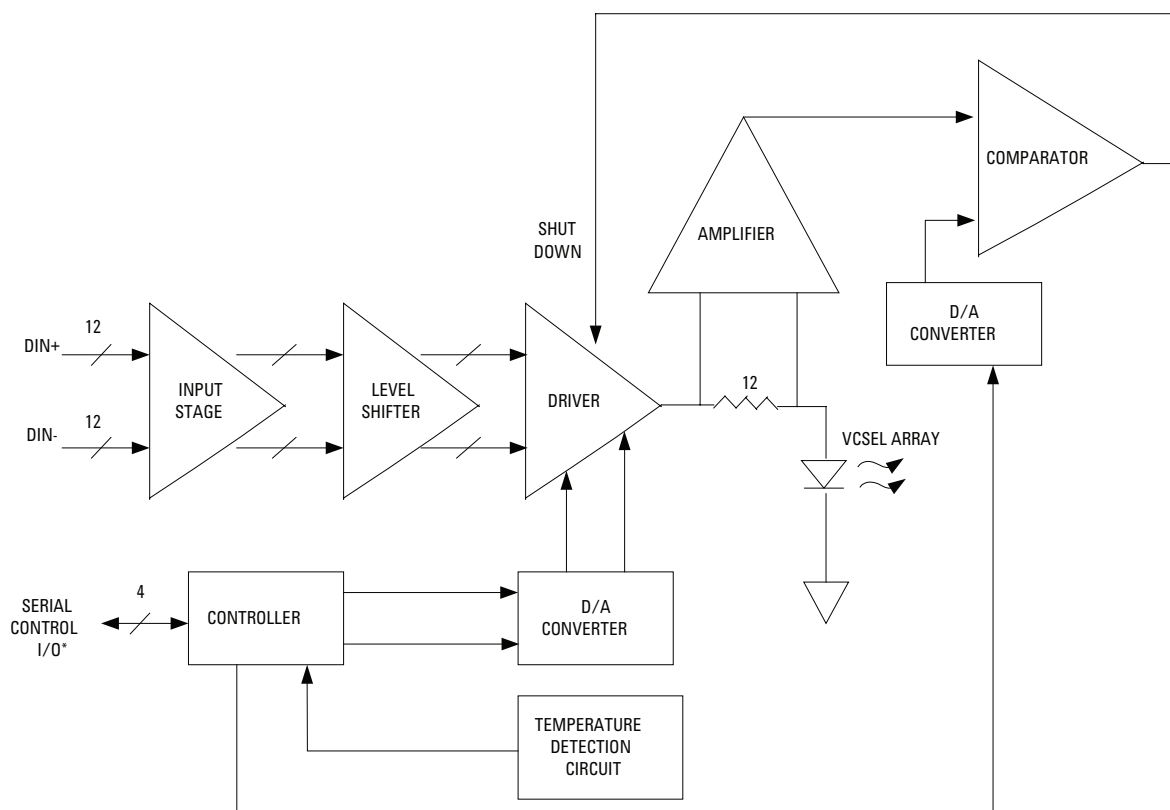 SHUT
DOWN
AMPLIFIER
COMPARATOR
D/A
CONVERTER
DIN+
12
DIN-
12
INPUT
STAGE
LEVEL
SHIFTER
DRIVER
12
VCSEL ARRAY
SERIAL
CONTROL
I/O*
4
CONTROLLER
D/A
CONVERTER
TEMPERATURE
DETECTION
CIRCUIT